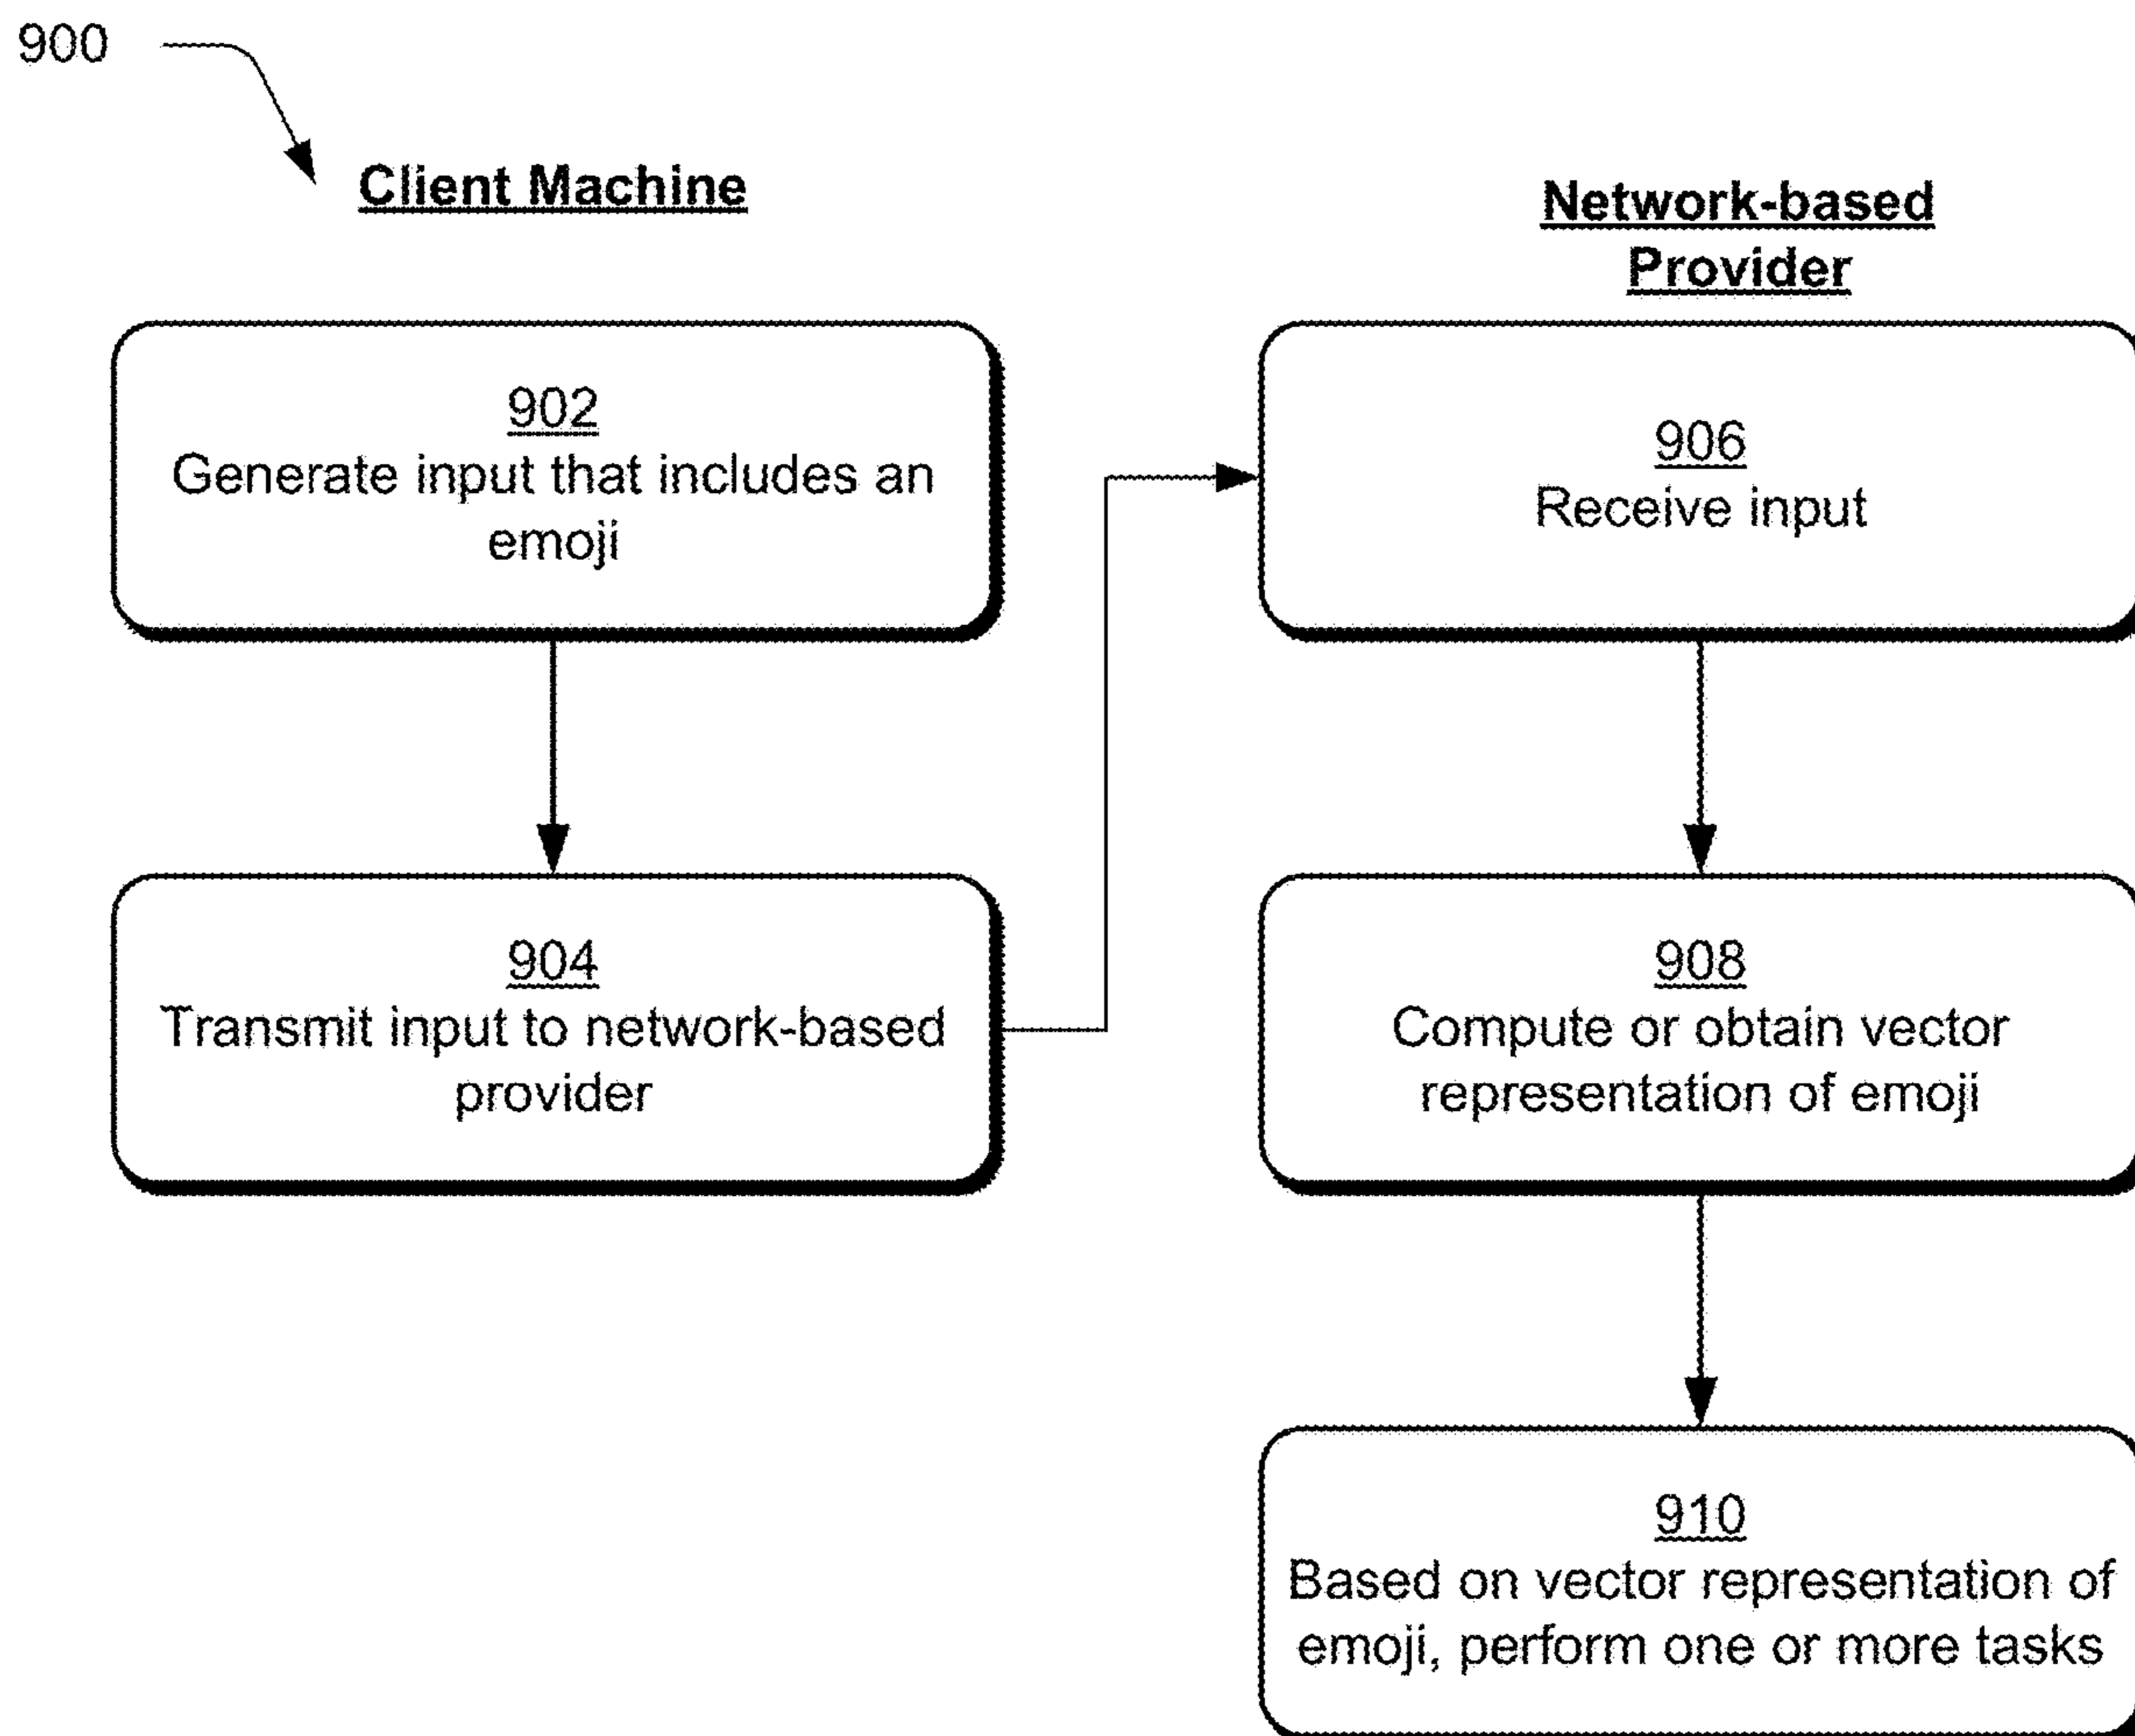 900
Client Machine
902
Generate input that includes an
emoji
904
Transmit input to network-based
provider
Network-based
Provider
906
Receive input
908
Compute or obtain vector
representation of emoji
910
Based on vector representation of
emoji, perform one or more tasks